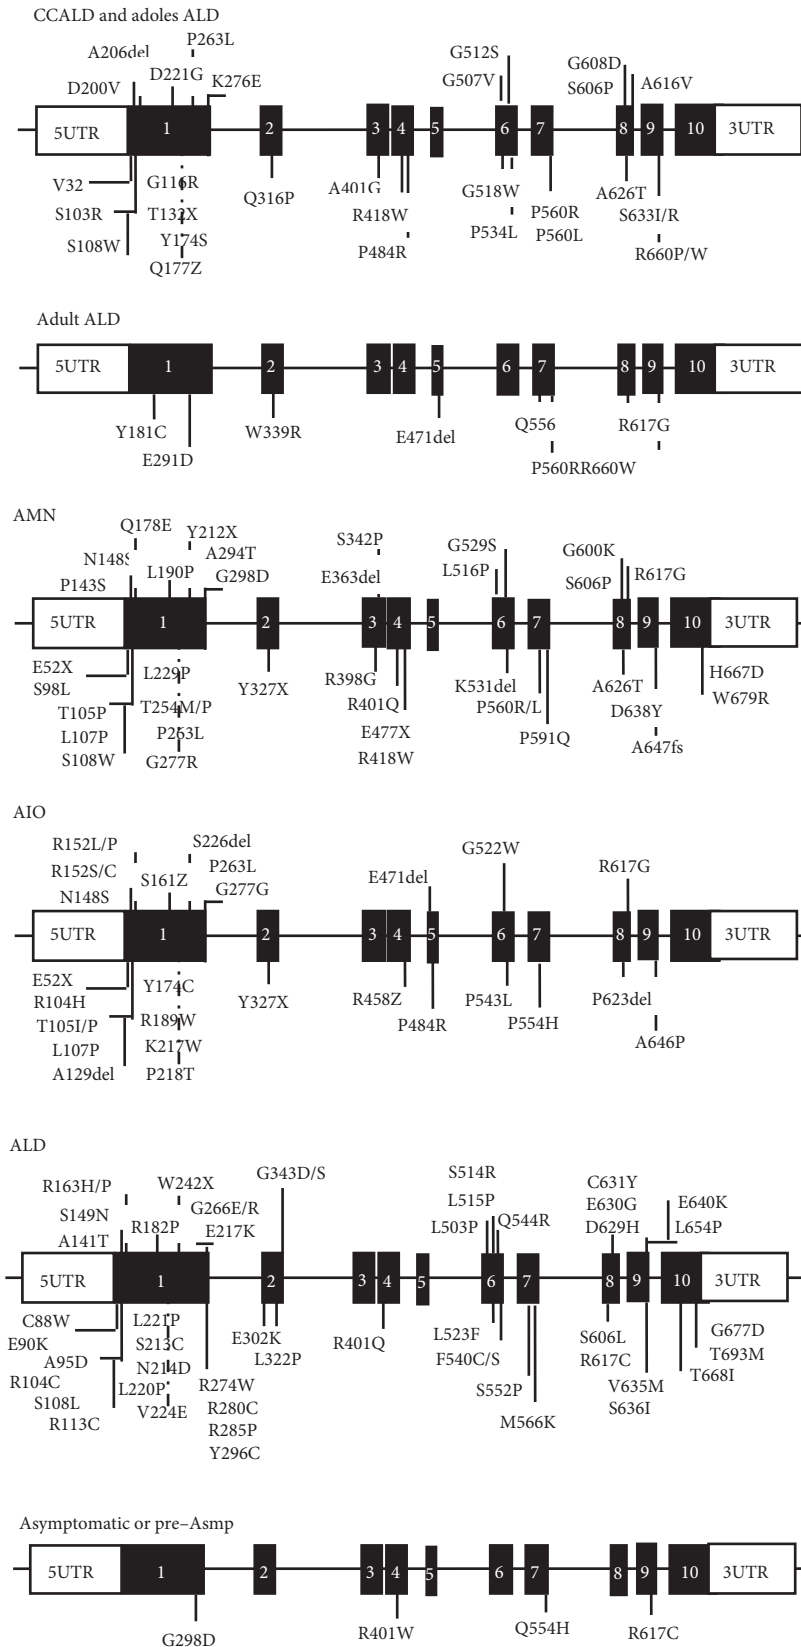 CCALD and adoles ALD
P263L
A206del
D221G
D200V
K276E
G512S
G507V
G608D
S606P
A616V
5UTR 1 2 3 4 5 6 7 8 9 10 3UTR
V32
G116R
S103R
T132X
S108W
Y174S
Q177Z
Q316P
A401G
R418W
P484R
G518W
P534L
P560R
P560L
A626T
S633I/R
R660P/W
Adult ALD
5UTR 1 2 3 4 5 6 7 8 9 10 3UTR
Y181C
E291D
W339R
E471del
Q556
P560R
R617G
R660W
AMN
Q178E
Y212X
N148S
L190P
A294T
P143S
G298D
S342P
E363del
G529S
L516P
G600K
S606P
R617G
5UTR 1 2 3 4 5 6 7 8 9 10 3UTR
E52X
S98L
T105P
L107P
S108W
L229P
T254M/P
P263L
G277R
Y327X
R398G
R401Q
E477X
R418W
K531del
P560R/L
P591Q
A626T
D638Y
A647fs
H667D
W679R
AIO
R152L/P
R152S/C
N148S
S161Z
S226del
P263L
G277G
E471del
G522W
R617G
5UTR 1 2 3 4 5 6 7 8 9 10 3UTR
E52X
R104H
T105I/P
L107P
A129del
Y174C
R189W
K217W
P218T
Y327X
R458Z
P484R
P543L
P554H
P623del
A646P
ALD
R163H/P
S149N
A141T
R182P
W242X
G266E/R
E217K
G343D/S
S514R
L515P
L503P
Q544R
C631Y
E630G
D629H
E640K
L654P
5UTR 1 2 3 4 5 6 7 8 9 10 3UTR
C88W
E90K
A95D
R104C
S108L
R113C
L221P
S213C
N214D
L220P
V224E
R274W
R280C
R285P
Y296C
E302K
L322P
R401Q
L523F
F540C/S
S552P
M566K
S606L
R617C
V635M
S636I
G677D
T693M
T668I
Asymptomatic or pre–Asmp
5UTR 1 2 3 4 5 6 7 8 9 10 3UTR
G298D
R401W
Q554H
R617C